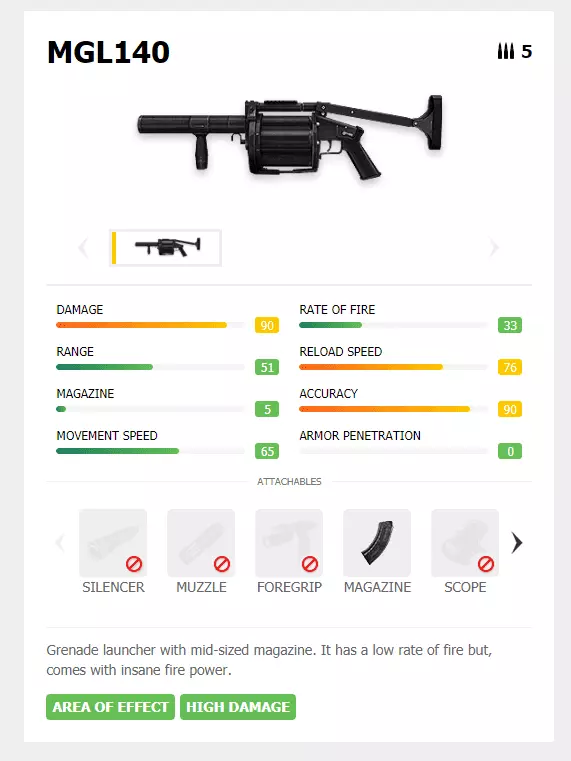 MGL140
5
DAMAGE
90
RATE OF FIRE
33
RANGE
51
RELOAD SPEED
76
MAGAZINE
5
ACCURACY
90
MOVEMENT SPEED
65
ARMOR PENETRATION
0
ATTACHABLES
SILENCER
MUZZLE
FOREGRIP
MAGAZINE
SCOPE
Grenade launcher with mid-sized magazine. It has a low rate of fire but,
comes with insane fire power.
AREA OF EFFECT
HIGH DAMAGE